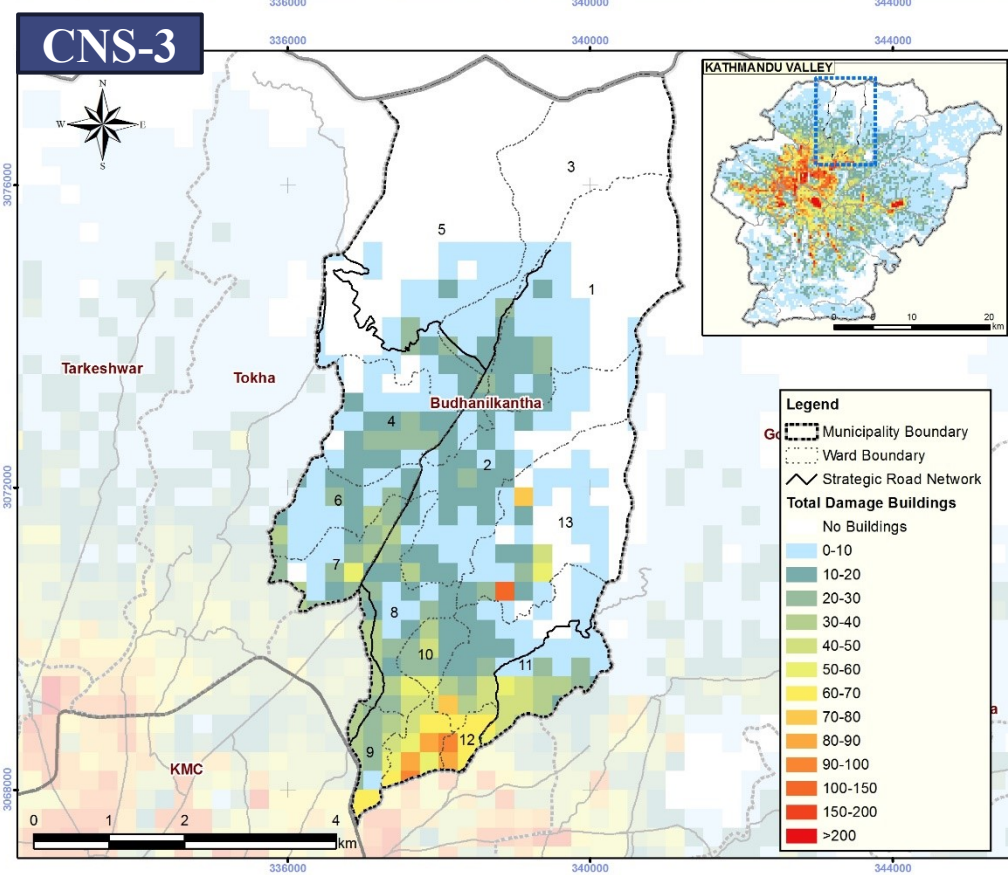 336000 340000 344000
CNS-3
N
W E
S
KATHMANDU VALLEY
0 5 10 20
km
3076000
3072000
3068000
3
5
1
Tarkeshwar
Tokha
Budhanilkantha
4
2
6
13
7
8
10
11
12
9
KMC
Go
a
Legend
Municipality Boundary
Ward Boundary
Strategic Road Network
Total Damage Buildings
No Buildings
0-10
10-20
20-30
30-40
40-50
50-60
60-70
70-80
80-90
90-100
100-150
150-200
>200
0 1 2 4
km
336000 340000 344000